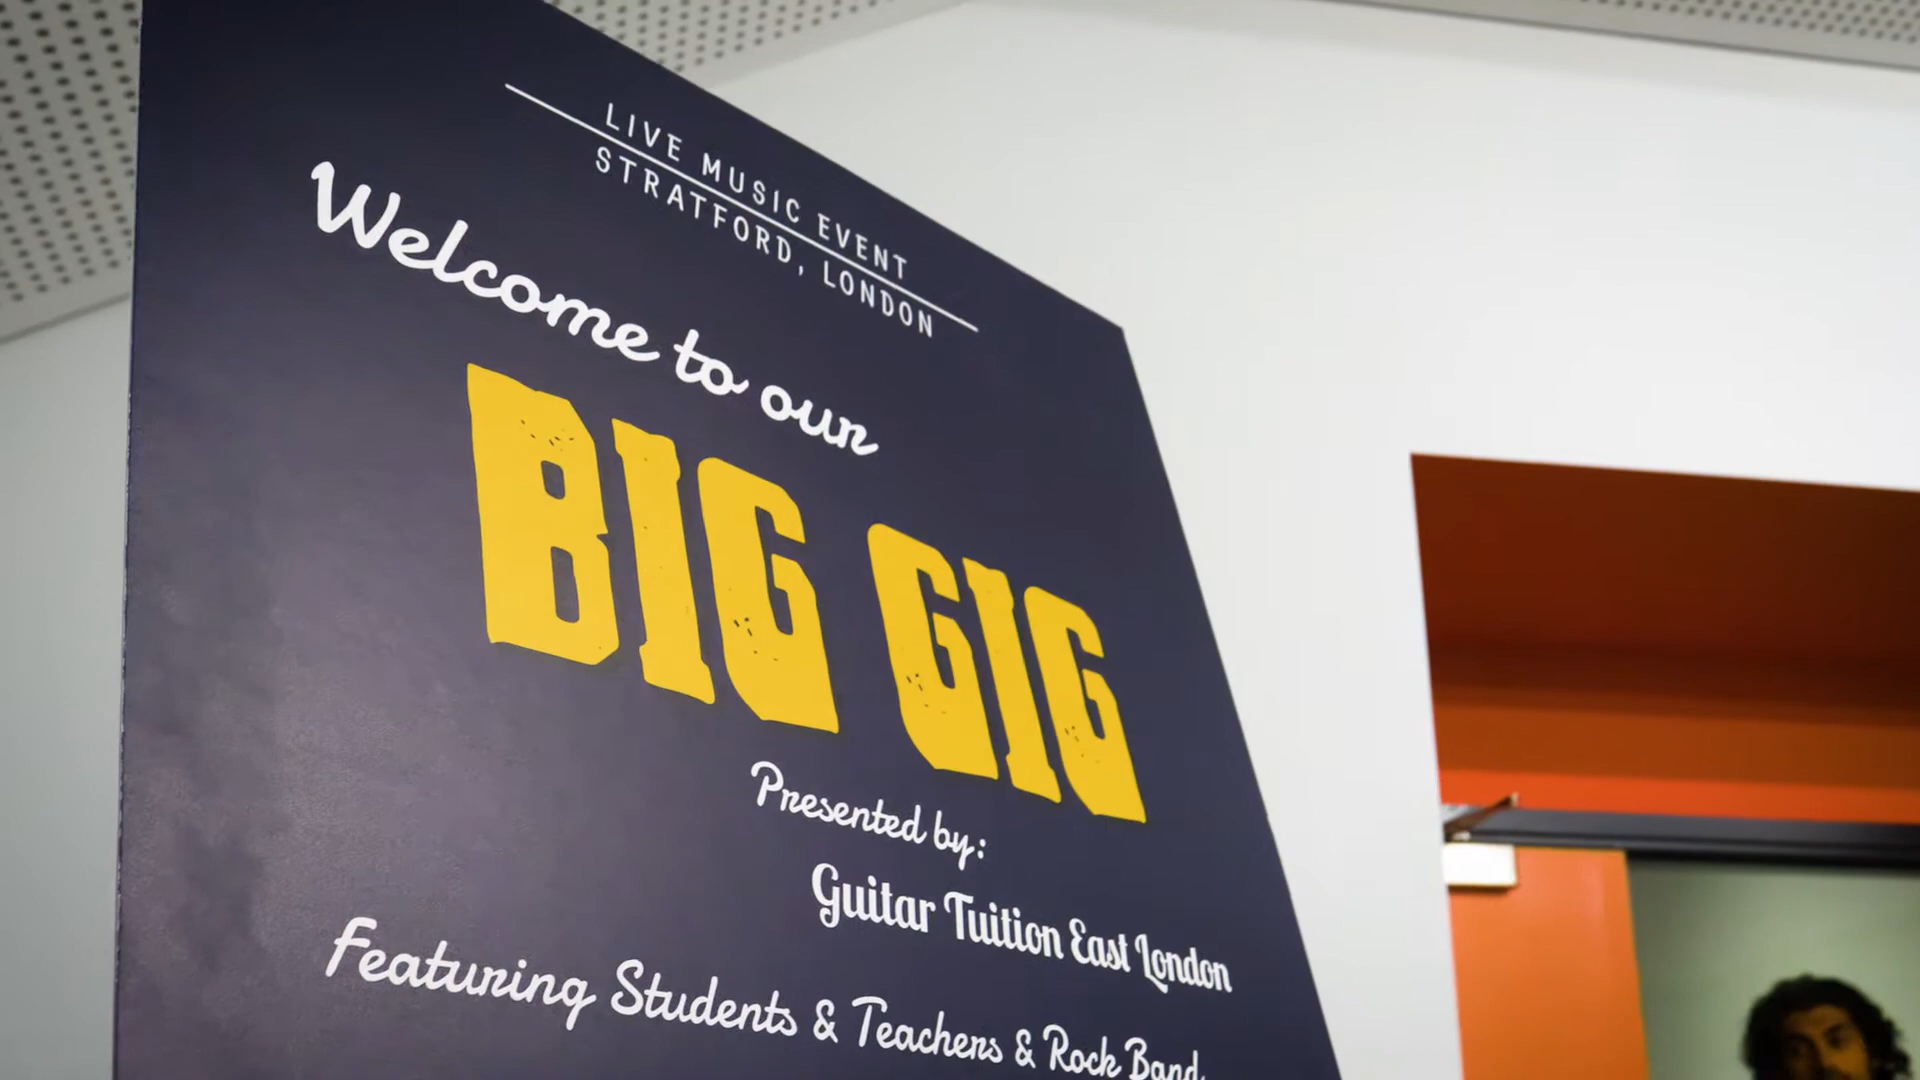 LIVE MUSIC EVENT
STRATFORD, LONDON
Welcome to our
BIG GIG
Presented by:
Guitar Tuition East London
Featuring Students & Teachers & Rock Band